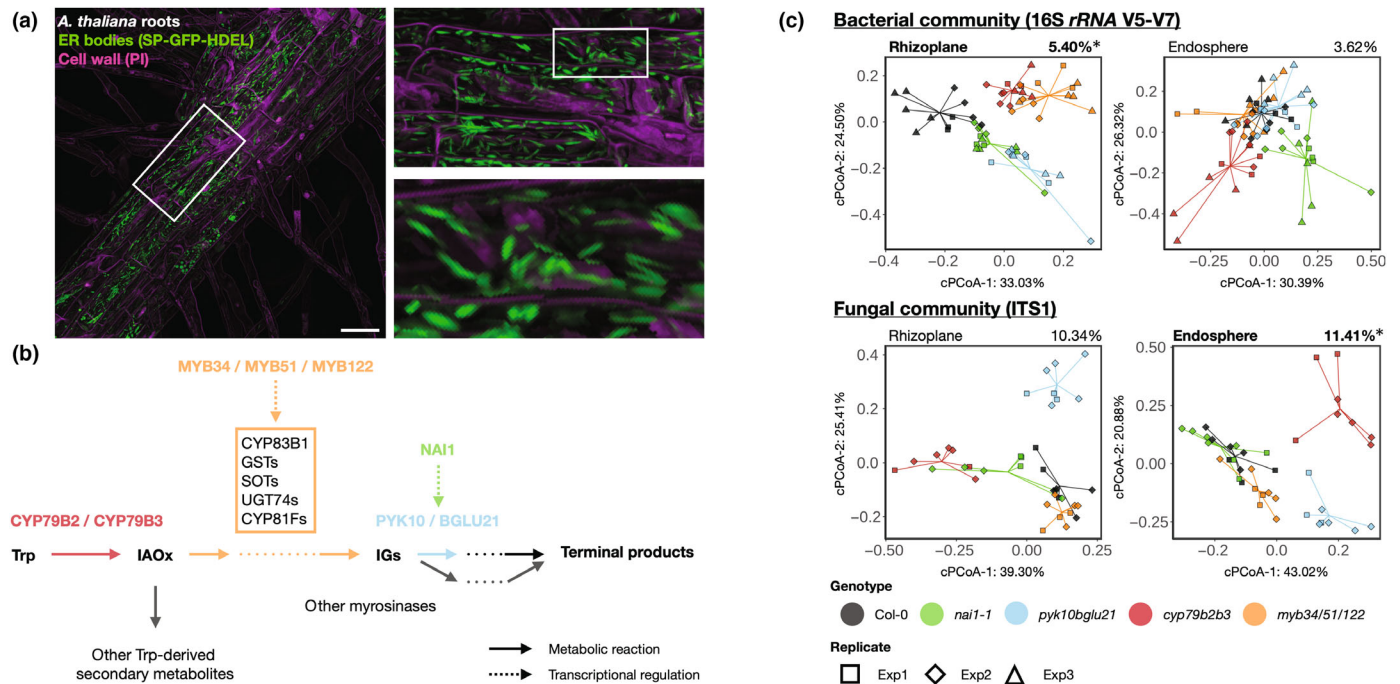 (a)
A. thaliana roots
ER bodies (SP-GFP-HDEL)
Cell wall (PI)
(b)
MYB34 / MYB51 / MYB122
CYP83B1
GSTs
SOTs
UGT74s
CYP81Fs
NAI1
CYP79B2 / CYP79B3
PYK10 / BGLU21
Trp
IAOx
IGs
Terminal products
Other myrosinases
Other Trp-derived
secondary metabolites
Metabolic reaction
Transcriptional regulation
(c)
Bacterial community (16S rRNA V5-V7)
Rhizoplane 5.40%*
cPCoA-2: 24.50%
0.2
0.0
−0.2
−0.4
−0.4 −0.2 0.0 0.2
cPCoA-1: 33.03%
Endosphere 3.62%
cPCoA-2: 26.32%
0.2
0.0
−0.2
−0.4
−0.50 −0.25 0.00 0.25 0.50
cPCoA-1: 30.39%
Fungal community (ITS1)
Rhizoplane 10.34%
cPCoA-2: 25.41%
0.4
0.2
0.0
−0.2
−0.50 −0.25 0.00 0.25
cPCoA-1: 39.30%
Endosphere 11.41%*
cPCoA-2: 20.88%
0.50
0.25
0.00
−0.25
−0.2 0.0 0.2
cPCoA-1: 43.02%
Genotype
Col-0 nai1-1 pyk10bglu21 cyp79b2b3 myb34/51/122
Replicate
Exp1 Exp2 Exp3